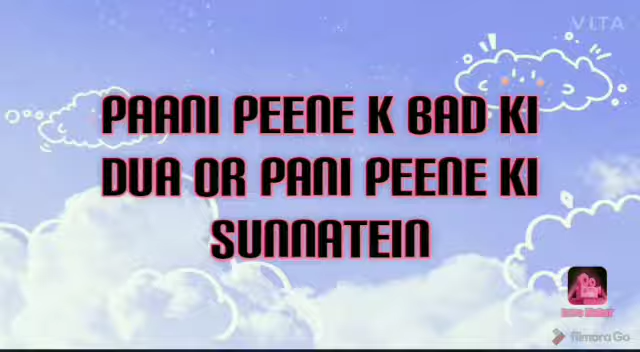 VITA
PAANI PEENE K BAD KI
DUA OR PANI PEENE KI
SUNNATEIN
filmora Go